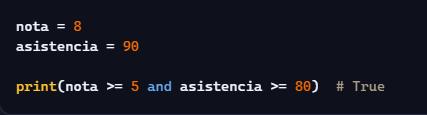 nota = 8
asistencia = 90
print(nota >= 5 and asistencia >= 80)  # True